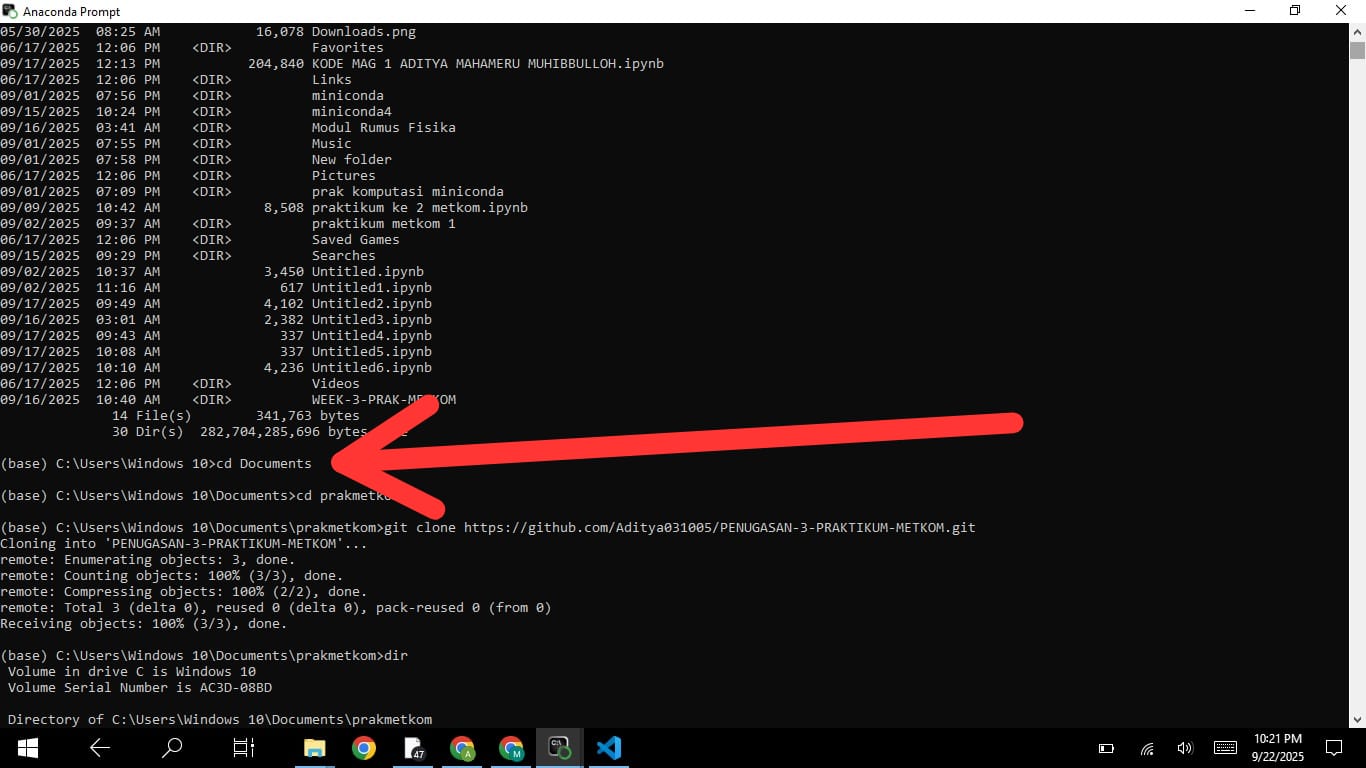 Anaconda Prompt
05/30/2025  08:25 AM            16,078 Downloads.png
06/17/2025  12:06 PM    <DIR>          Favorites
09/17/2025  12:13 PM           204,840 KODE MAG 1 ADITYA MAHAMERU MUHIBBULLOH.ipynb
06/17/2025  12:06 PM    <DIR>          Links
09/01/2025  07:56 PM    <DIR>          miniconda
09/15/2025  10:24 PM    <DIR>          miniconda4
09/16/2025  03:41 AM    <DIR>          Modul Rumus Fisika
09/01/2025  07:55 PM    <DIR>          Music
09/01/2025  07:58 PM    <DIR>          New folder
06/17/2025  12:06 PM    <DIR>          Pictures
09/01/2025  07:09 PM    <DIR>          prak komputasi miniconda
09/09/2025  10:42 AM             8,508 praktikum ke 2 metkom.ipynb
09/02/2025  09:37 AM    <DIR>          praktikum metkom 1
06/17/2025  12:06 PM    <DIR>          Saved Games
09/15/2025  09:29 PM    <DIR>          Searches
09/02/2025  10:37 AM             3,450 Untitled.ipynb
09/02/2025  11:16 AM               617 Untitled1.ipynb
09/17/2025  09:49 AM             4,102 Untitled2.ipynb
09/16/2025  03:01 AM             2,382 Untitled3.ipynb
09/17/2025  09:43 AM               337 Untitled4.ipynb
09/17/2025  10:08 AM               337 Untitled5.ipynb
09/17/2025  10:10 AM             4,236 Untitled6.ipynb
06/17/2025  12:06 PM    <DIR>          Videos
09/16/2025  10:40 AM    <DIR>          WEEK-3-PRAK-METKOM
14 File(s)        341,763 bytes
30 Dir(s)  282,704,285,696 bytes
(base) C:\Users\Windows 10>cd Documents
(base) C:\Users\Windows 10\Documents>cd prakmetkom
(base) C:\Users\Windows 10\Documents\prakmetkom>git clone https://github.com/Aditya031005/PENUGASAN-3-PRAKTIKUM-METKOM.git
Cloning into 'PENUGASAN-3-PRAKTIKUM-METKOM'...
remote: Enumerating objects: 3, done.
remote: Counting objects: 100% (3/3), done.
remote: Compressing objects: 100% (2/2), done.
remote: Total 3 (delta 0), reused 0 (delta 0), pack-reused 0 (from 0)
Receiving objects: 100% (3/3), done.
(base) C:\Users\Windows 10\Documents\prakmetkom>dir
Volume in drive C is Windows 10
Volume Serial Number is AC3D-08BD
Directory of C:\Users\Windows 10\Documents\prakmetkom
47
A
M
C:\
10:21 PM
9/22/2025